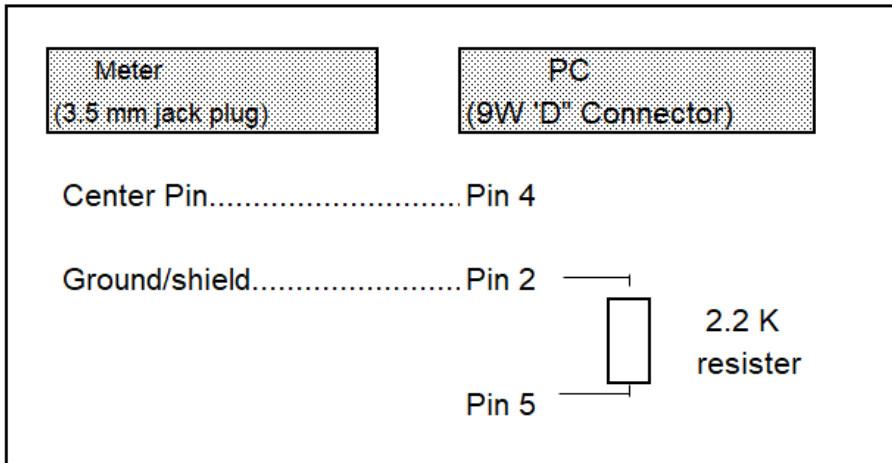 Meter
(3.5 mm jack plug)
PC
(9W 'D" Connector)
Center Pin............................ Pin 4
Ground/shield....................... Pin 2
2.2 K
resister
Pin 5